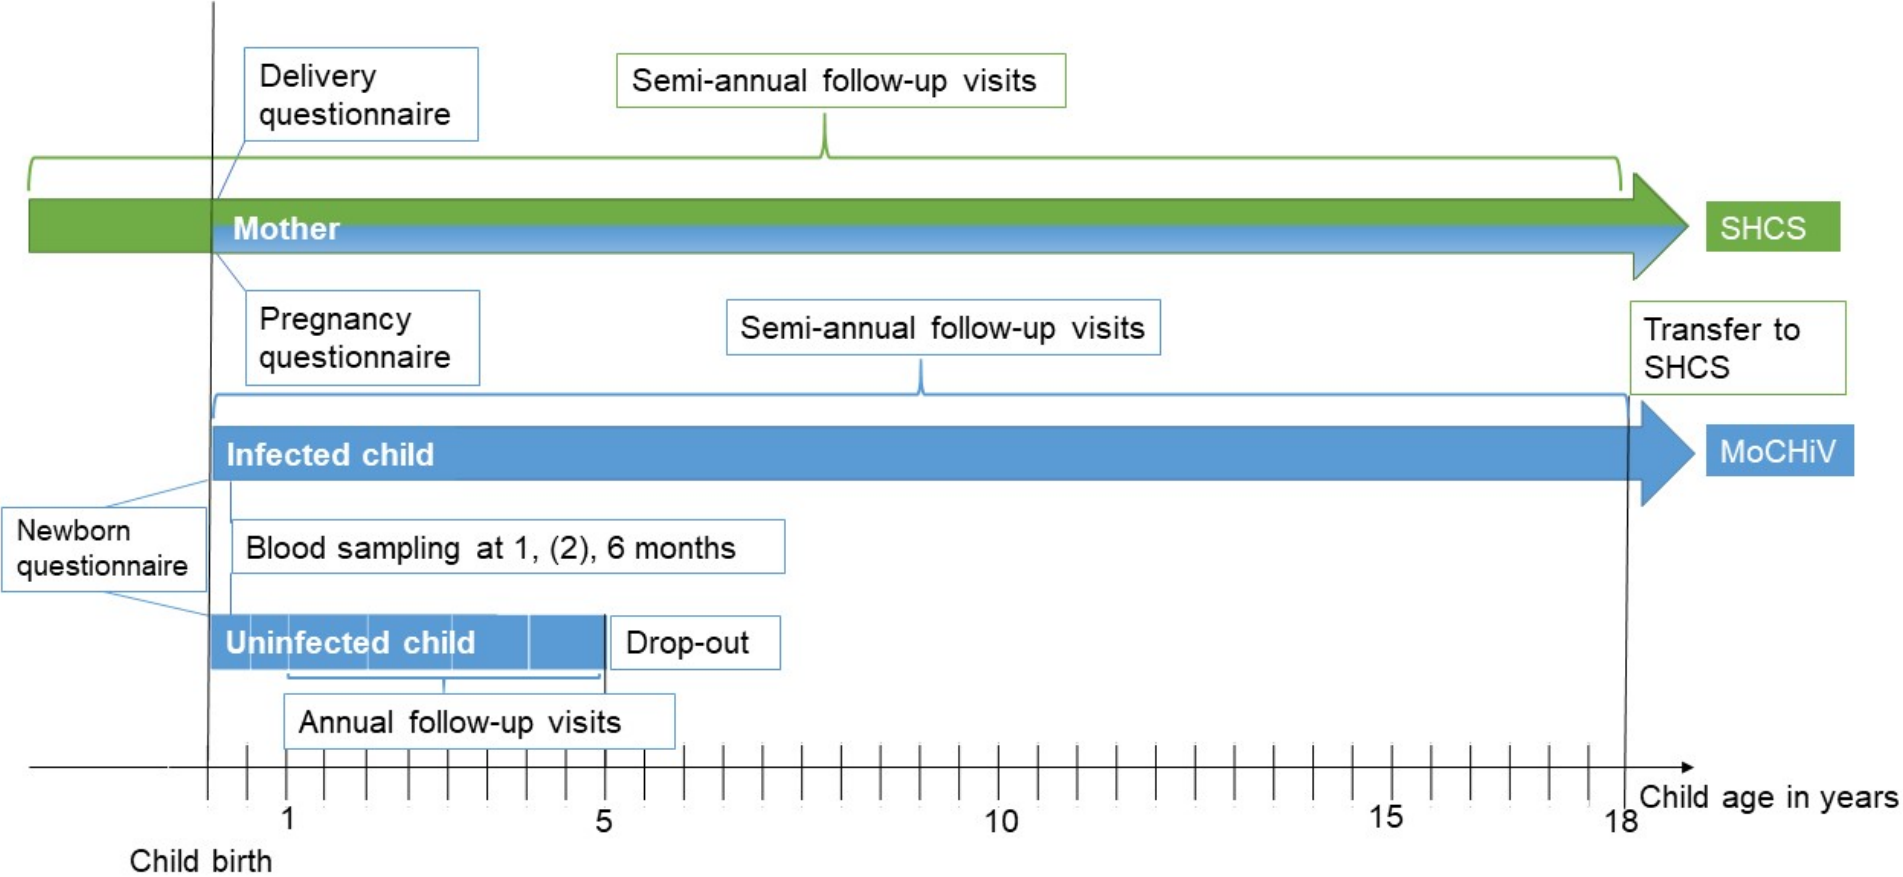 Delivery
questionnaire
Semi-annual follow-up visits
Mother
SHCS
Pregnancy
questionnaire
Semi-annual follow-up visits
Transfer to
SHCS
Infected child
MoCHiV
Newborn
questionnaire
Blood sampling at 1, (2), 6 months
Uninfected child
Drop-out
Annual follow-up visits
1
5
10
15
18
Child age in years
Child birth